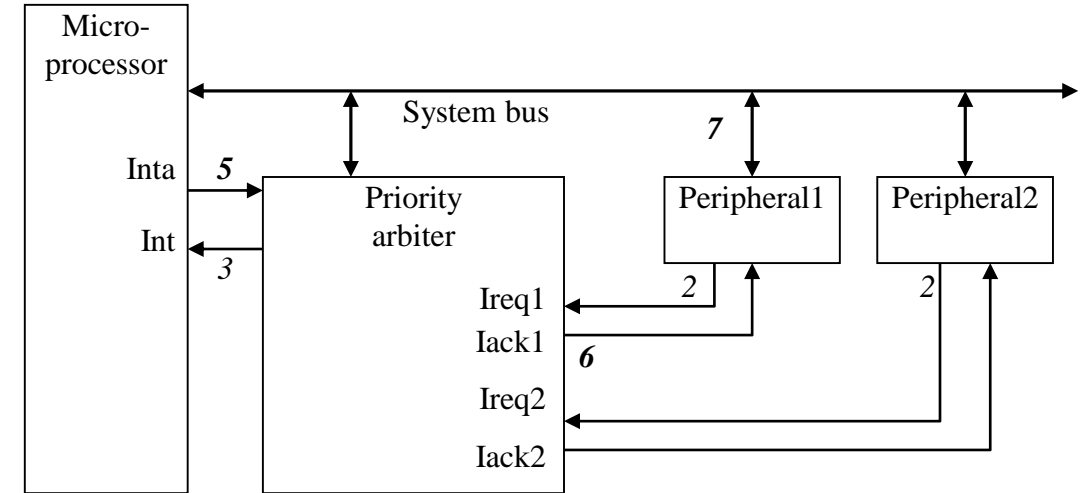 Micro-
processor
System bus
7
Inta
5
Priority
arbiter
Peripheral1
Peripheral2
Int
3
2
2
Ireq1
Iack1
6
Ireq2
Iack2